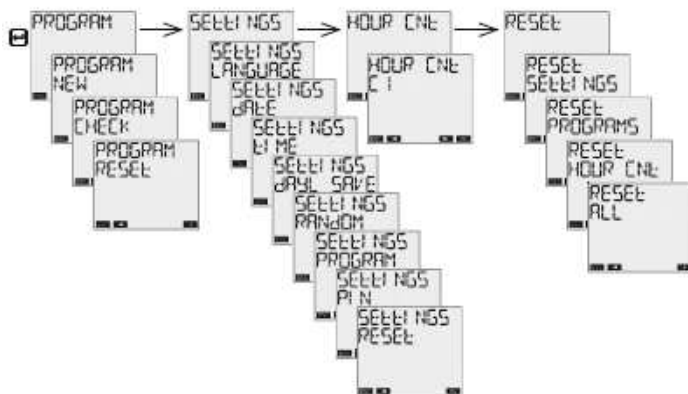 PROGRAM
PROGRAM
NEW
PROGRAM
CHECK
PROGRAM
RESEt
SEttINGS
SEttINGS
LANGUAGE
SEttINGS
dAtE
SEttINGS
tIME
SEttINGS
dAYL SAVE
SEttINGS
RANdOM
SEttINGS
PROGRAM
SEttINGS
PIN
SEttINGS
RESEt
HOUR CNt
HOUR CNt
C1
RESEt
RESEt
SEttINGS
RESEt
PROGRAMS
RESEt
HOUR CNt
RESEt
ALL